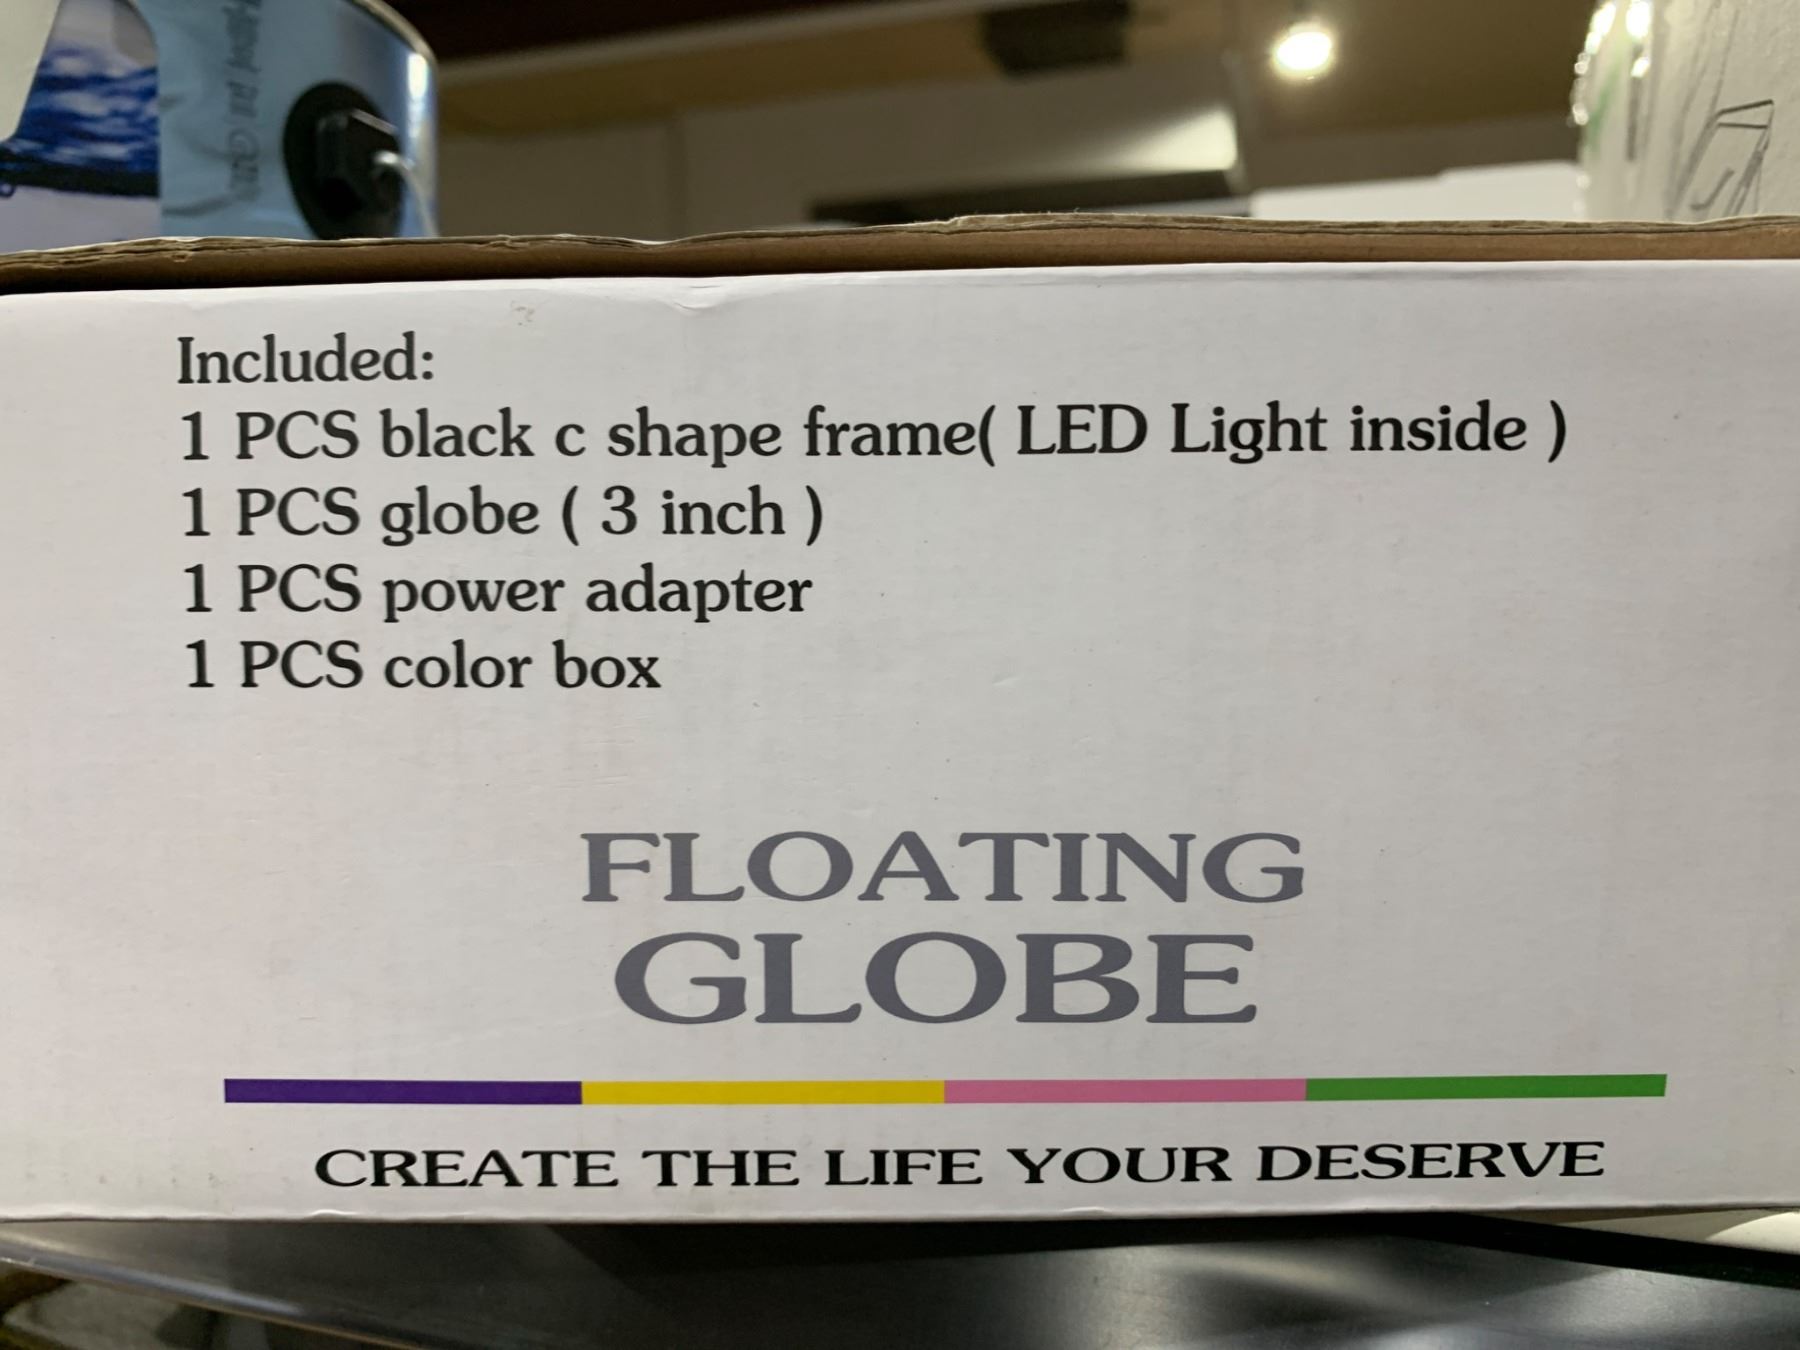 Included:
1 PCS black c shape frame( LED Light inside )
1 PCS globe ( 3 inch )
1 PCS power adapter
1 PCS color box
FLOATING
GLOBE
CREATE THE LIFE YOUR DESERVE